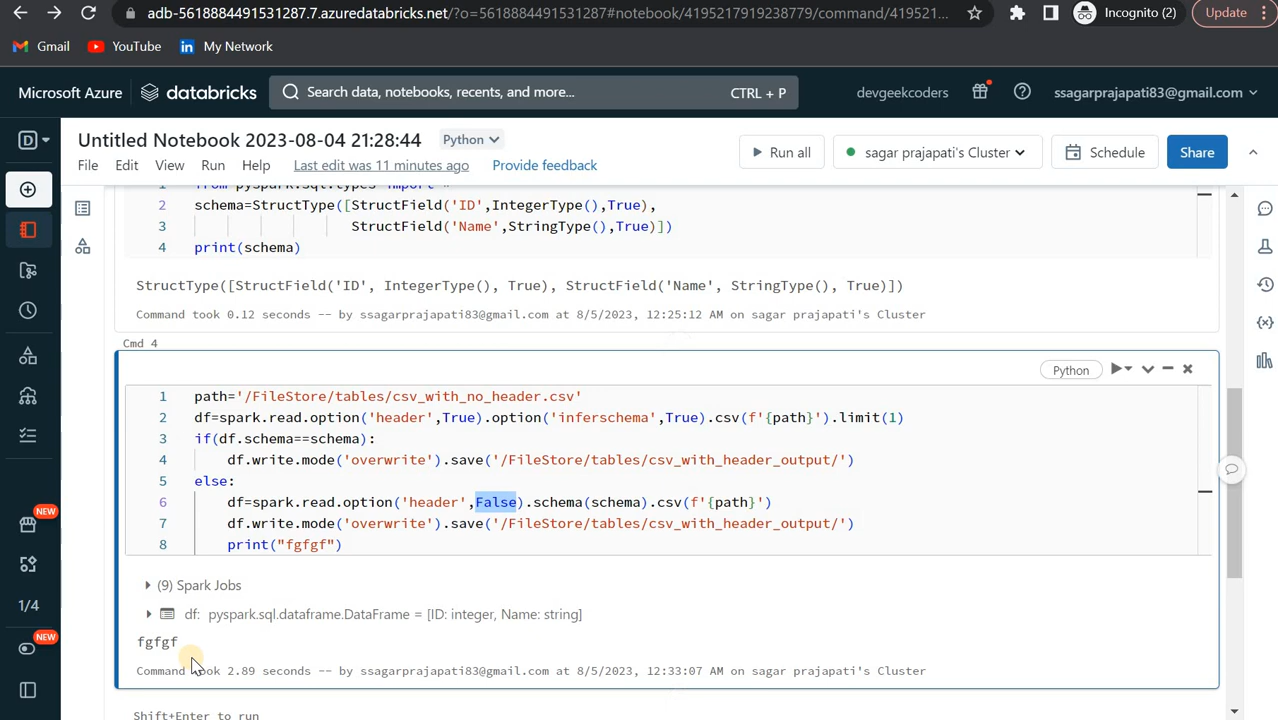 adb-5618884491531287.7.azuredatabricks.net/?o=5618884491531287#notebook/4195217919238779/command/419521...
Incognito (2)
Update
Gmail
YouTube
My Network
Microsoft Azure
databricks
Search data, notebooks, recents, and more...
CTRL + P
devgeekcoders
ssagarprajapati83@gmail.com
D
Untitled Notebook 2023-08-04 21:28:44
Python
File
Edit
View
Run
Help
Last edit was 11 minutes ago
Provide feedback
Run all
sagar prajapati's Cluster
Schedule
Share
1 from pyspark.sql.types import *
2 schema=StructType([StructField('ID',IntegerType(),True),
3 StructField('Name',StringType(),True)])
4 print(schema)
StructType([StructField('ID', IntegerType(), True), StructField('Name', StringType(), True)])
Command took 0.12 seconds -- by ssagarprajapati83@gmail.com at 8/5/2023, 12:25:12 AM on sagar prajapati's Cluster
Cmd 4
Python
1 path='/FileStore/tables/csv_with_no_header.csv'
2 df=spark.read.option('header',True).option('inferschema',True).csv(f'{path}').limit(1)
3 if(df.schema==schema):
4 df.write.mode('overwrite').save('/FileStore/tables/csv_with_header_output/')
5 else:
6 df=spark.read.option('header',False).schema(schema).csv(f'{path}')
7 df.write.mode('overwrite').save('/FileStore/tables/csv_with_header_output/')
8 print("fgfgf")
(9) Spark Jobs
df: pyspark.sql.dataframe.DataFrame = [ID: integer, Name: string]
fgfgf
Command took 2.89 seconds -- by ssagarprajapati83@gmail.com at 8/5/2023, 12:33:07 AM on sagar prajapati's Cluster
Shift+Enter to run
NEW
1/4
NEW